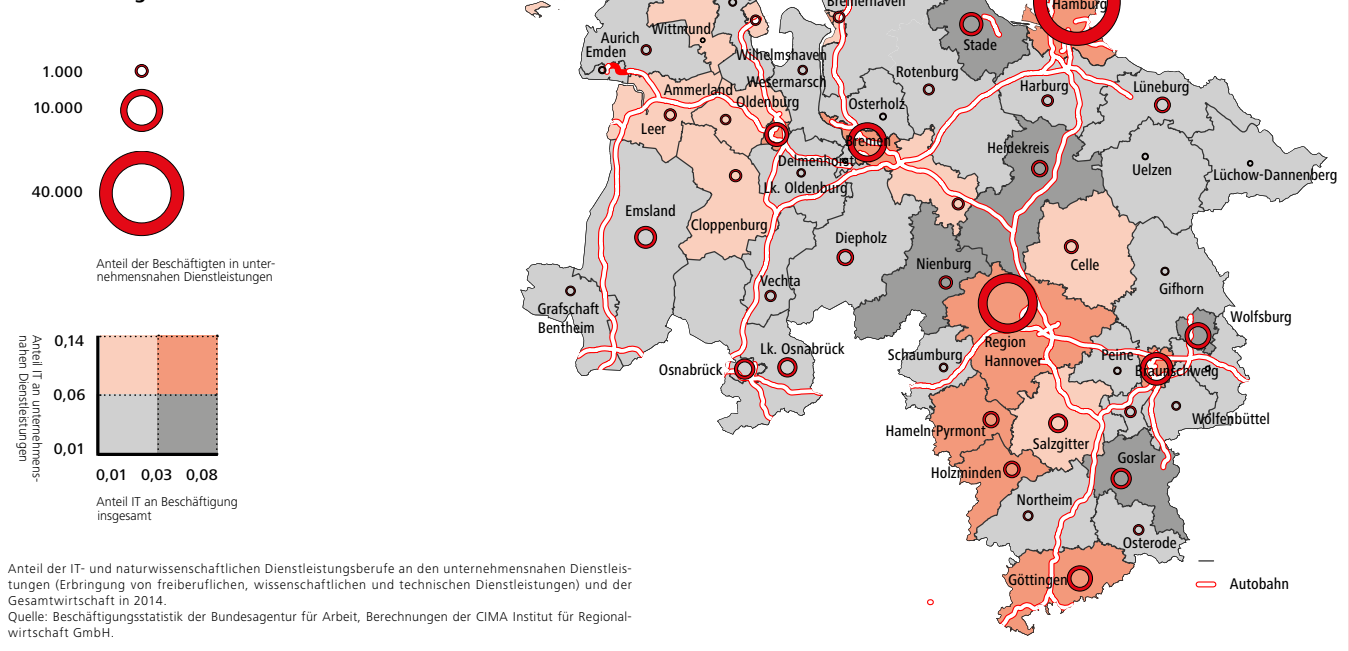 1.000
10.000
40.000
Anteil der Beschäftigten in unter-
nehmensnahen Dienstleistungen
Anteil IT an unternehmens-
nahen Dienstleistungen
0,14
0,06
0,01
0,01 0,03 0,08
Anteil IT an Beschäftigung
insgesamt
Hamburg
Bremerhaven
Wittmund
Stade
Aurich
Emden
Wilhelmshaven
Wesermarsch
Rotenburg
Harburg
Lüneburg
Ammerland
Oldenburg
Osterholz
Leer
Bremen
Heidekreis
Delmenhorst
Uelzen
Lüchow-Dannenberg
Lk. Oldenburg
Emsland
Cloppenburg
Diepholz
Nienburg
Celle
Vechta
Gifhorn
Grafschaft
Bentheim
Wolfsburg
Region
Hannover
Lk. Osnabrück
Schaumburg
Peine
Osnabrück
Braunschweig
Wolfenbüttel
Hameln-Pyrmont
Salzgitter
Goslar
Holzminden
Northeim
Osterode
Göttingen
Autobahn
Anteil der IT- und naturwissenschaftlichen Dienstleistungsberufe an den unternehmensnahen Dienstleis-
tungen (Erbringung von freiberuflichen, wissenschaftlichen und technischen Dienstleistungen) und der
Gesamtwirtschaft in 2014.
Quelle: Beschäftigungsstatistik der Bundesagentur für Arbeit, Berechnungen der CIMA Institut für Regional-
wirtschaft GmbH.